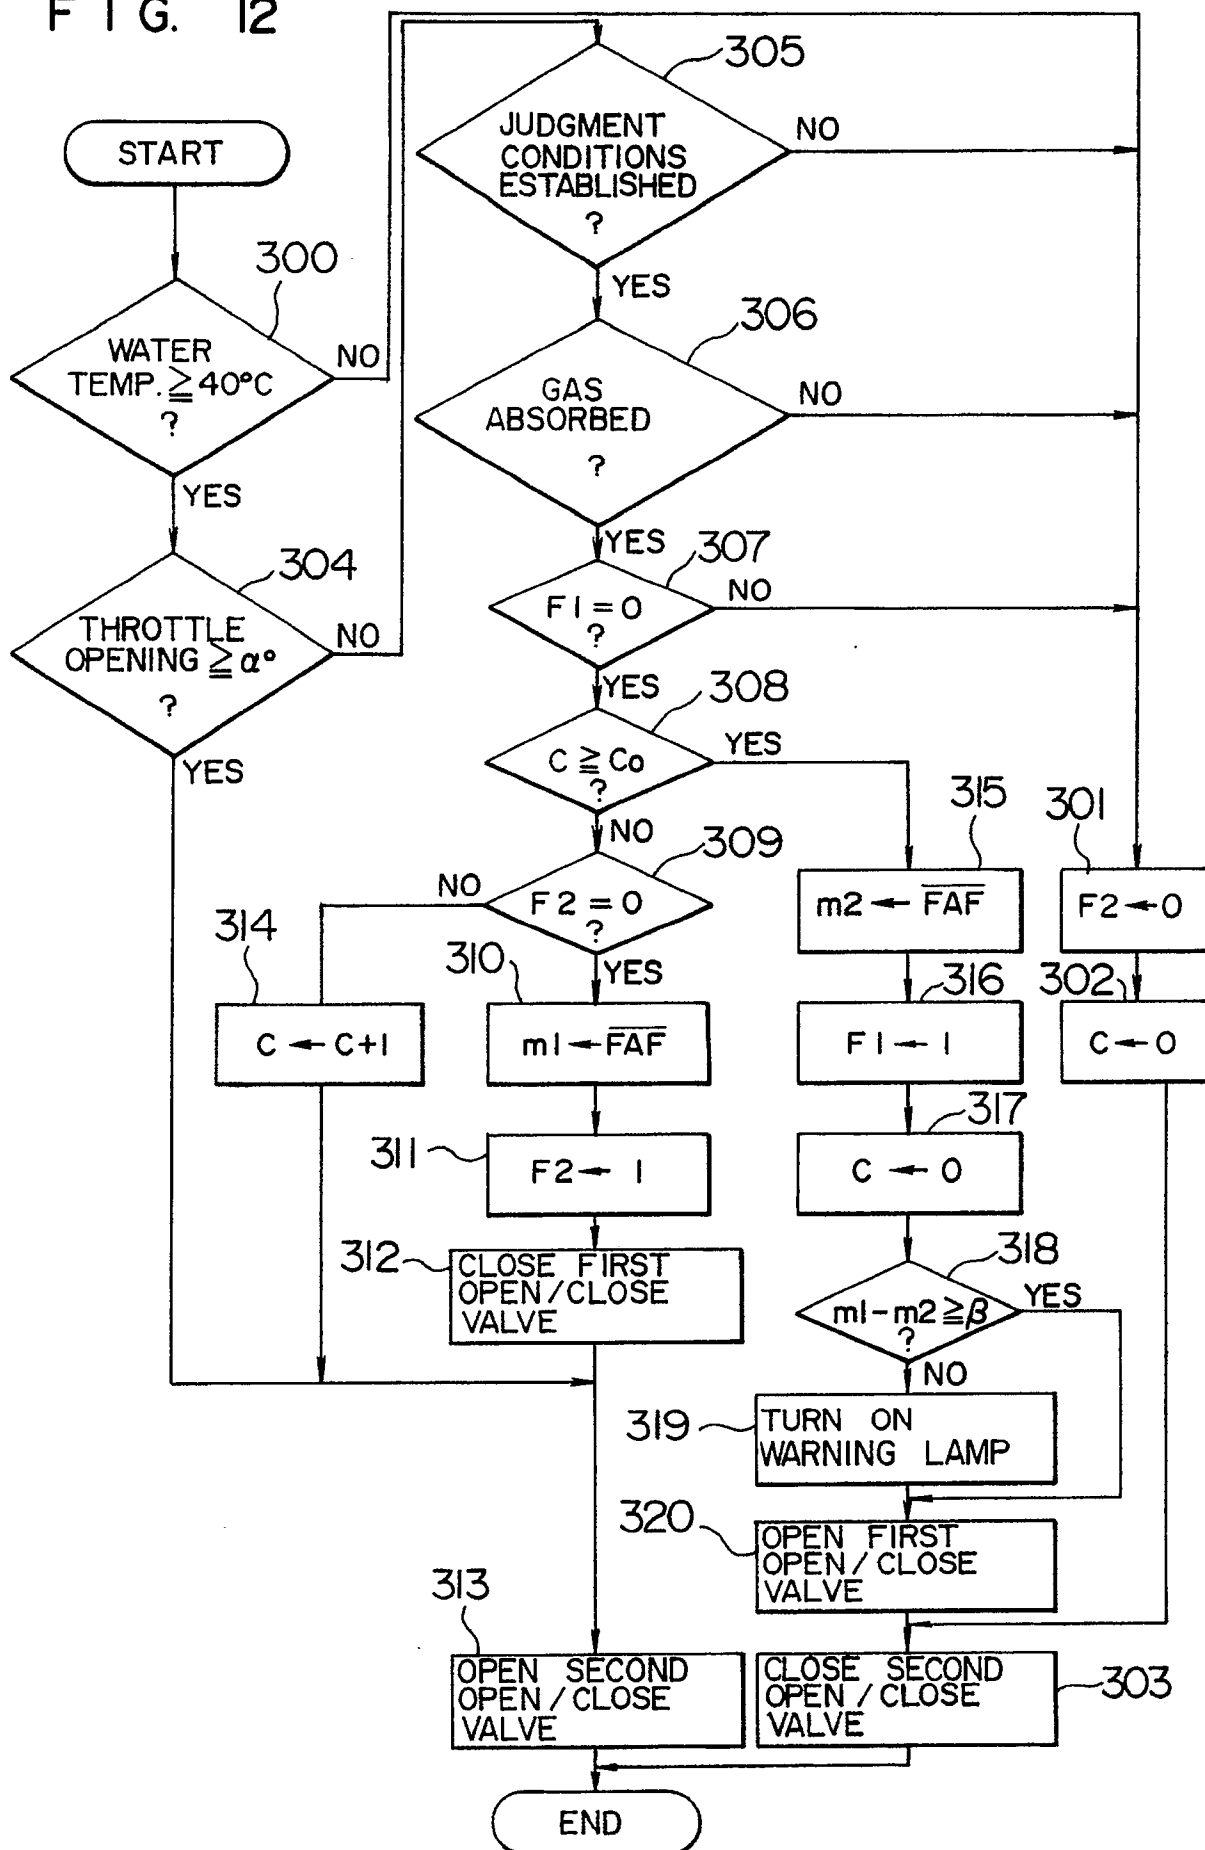 FIG. 12
START
300
WATER
TEMP. ≧ 40°C
?
NO
YES
304
THROTTLE
OPENING ≧ α°
?
NO
YES
305
JUDGMENT
CONDITIONS
ESTABLISHED
?
NO
YES
306
GAS
ABSORBED
?
NO
YES
307
F1 = 0
?
NO
YES
308
C ≧ Co
?
YES
NO
309
F2 = 0
?
NO
YES
314
C ← C+1
310
m1 ← F̅A̅F̅
311
F2 ← 1
312
CLOSE FIRST
OPEN/CLOSE
VALVE
315
m2 ← F̅A̅F̅
316
F1 ← 1
317
C ← 0
318
m1 - m2 ≧ β
?
YES
NO
319
TURN ON
WARNING LAMP
320
OPEN FIRST
OPEN/CLOSE
VALVE
301
F2 ← 0
302
C ← 0
313
OPEN SECOND
OPEN/CLOSE
VALVE
303
CLOSE SECOND
OPEN/CLOSE
VALVE
END